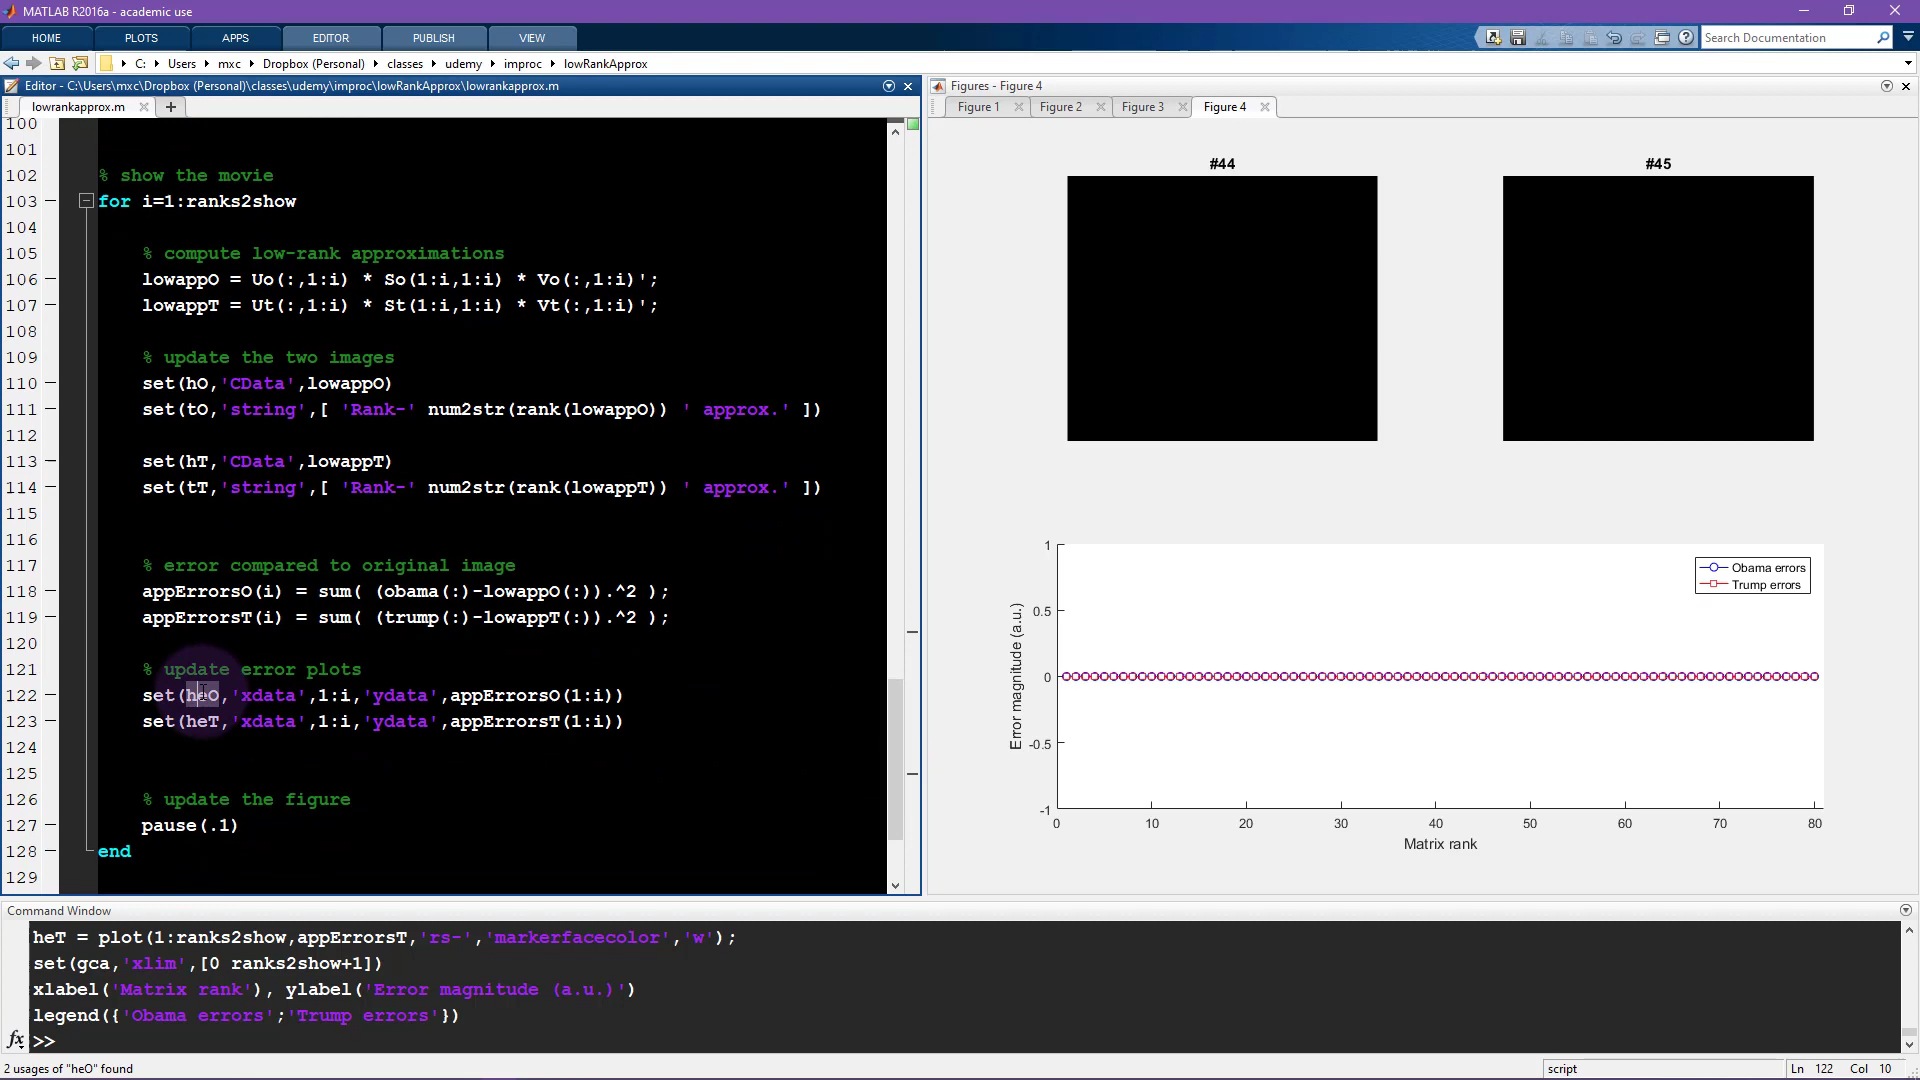 MATLAB R2016a - academic use
HOME PLOTS APPS EDITOR PUBLISH VIEW
Search Documentation
C: Users mxc Dropbox (Personal) classes udemy improc lowRankApprox
Editor - C:\Users\mxc\Dropbox (Personal)\classes\udemy\improc\lowRankApprox\lowrankapprox.m
lowrankapprox.m
100
101
102 % show the movie
103 for i=1:ranks2show
104
105 % compute low-rank approximations
106 lowappO = Uo(:,1:i) * So(1:i,1:i) * Vo(:,1:i)';
107 lowappT = Ut(:,1:i) * St(1:i,1:i) * Vt(:,1:i)';
108
109 % update the two images
110 set(hO,'CData',lowappO)
111 set(tO,'string',[ 'Rank-' num2str(rank(lowappO)) ' approx.' ])
112
113 set(hT,'CData',lowappT)
114 set(tT,'string',[ 'Rank-' num2str(rank(lowappT)) ' approx.' ])
115
116
117 % error compared to original image
118 appErrorsO(i) = sum( (obama(:)-lowappO(:)).^2 );
119 appErrorsT(i) = sum( (trump(:)-lowappT(:)).^2 );
120
121 % update error plots
122 set(heO,'xdata',1:i,'ydata',appErrorsO(1:i))
123 set(heT,'xdata',1:i,'ydata',appErrorsT(1:i))
124
125
126 % update the figure
127 pause(.1)
128 end
129
Figures - Figure 4
Figure 1 Figure 2 Figure 3 Figure 4
#44 #45
Obama errors
Trump errors
Error magnitude (a.u.)
1
0.5
0
-0.5
-1
0 10 20 30 40 50 60 70 80
Matrix rank
Command Window
heT = plot(1:ranks2show,appErrorsT,'rs-','markerfacecolor','w');
set(gca,'xlim',[0 ranks2show+1])
xlabel('Matrix rank'), ylabel('Error magnitude (a.u.)')
legend({'Obama errors';'Trump errors'})
fx >>
2 usages of "heO" found
script
Ln 122 Col 10